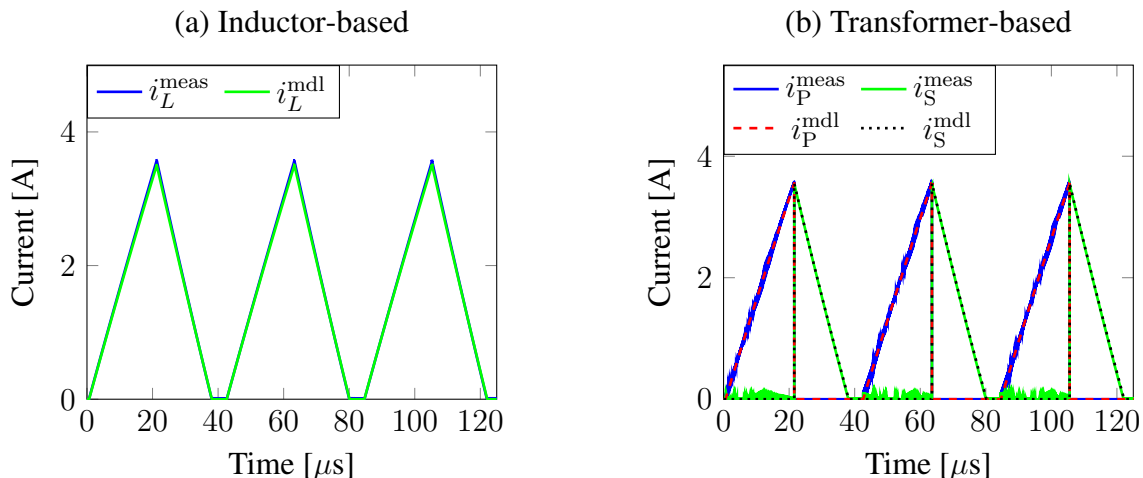 (a) Inductor-based
i_L^meas i_L^mdl
Current [A]
4
2
0
0 20 40 60 80 100 120
Time [μs]
(b) Transformer-based
i_P^meas i_S^meas
i_P^mdl i_S^mdl
Current [A]
4
2
0
0 20 40 60 80 100 120
Time [μs]